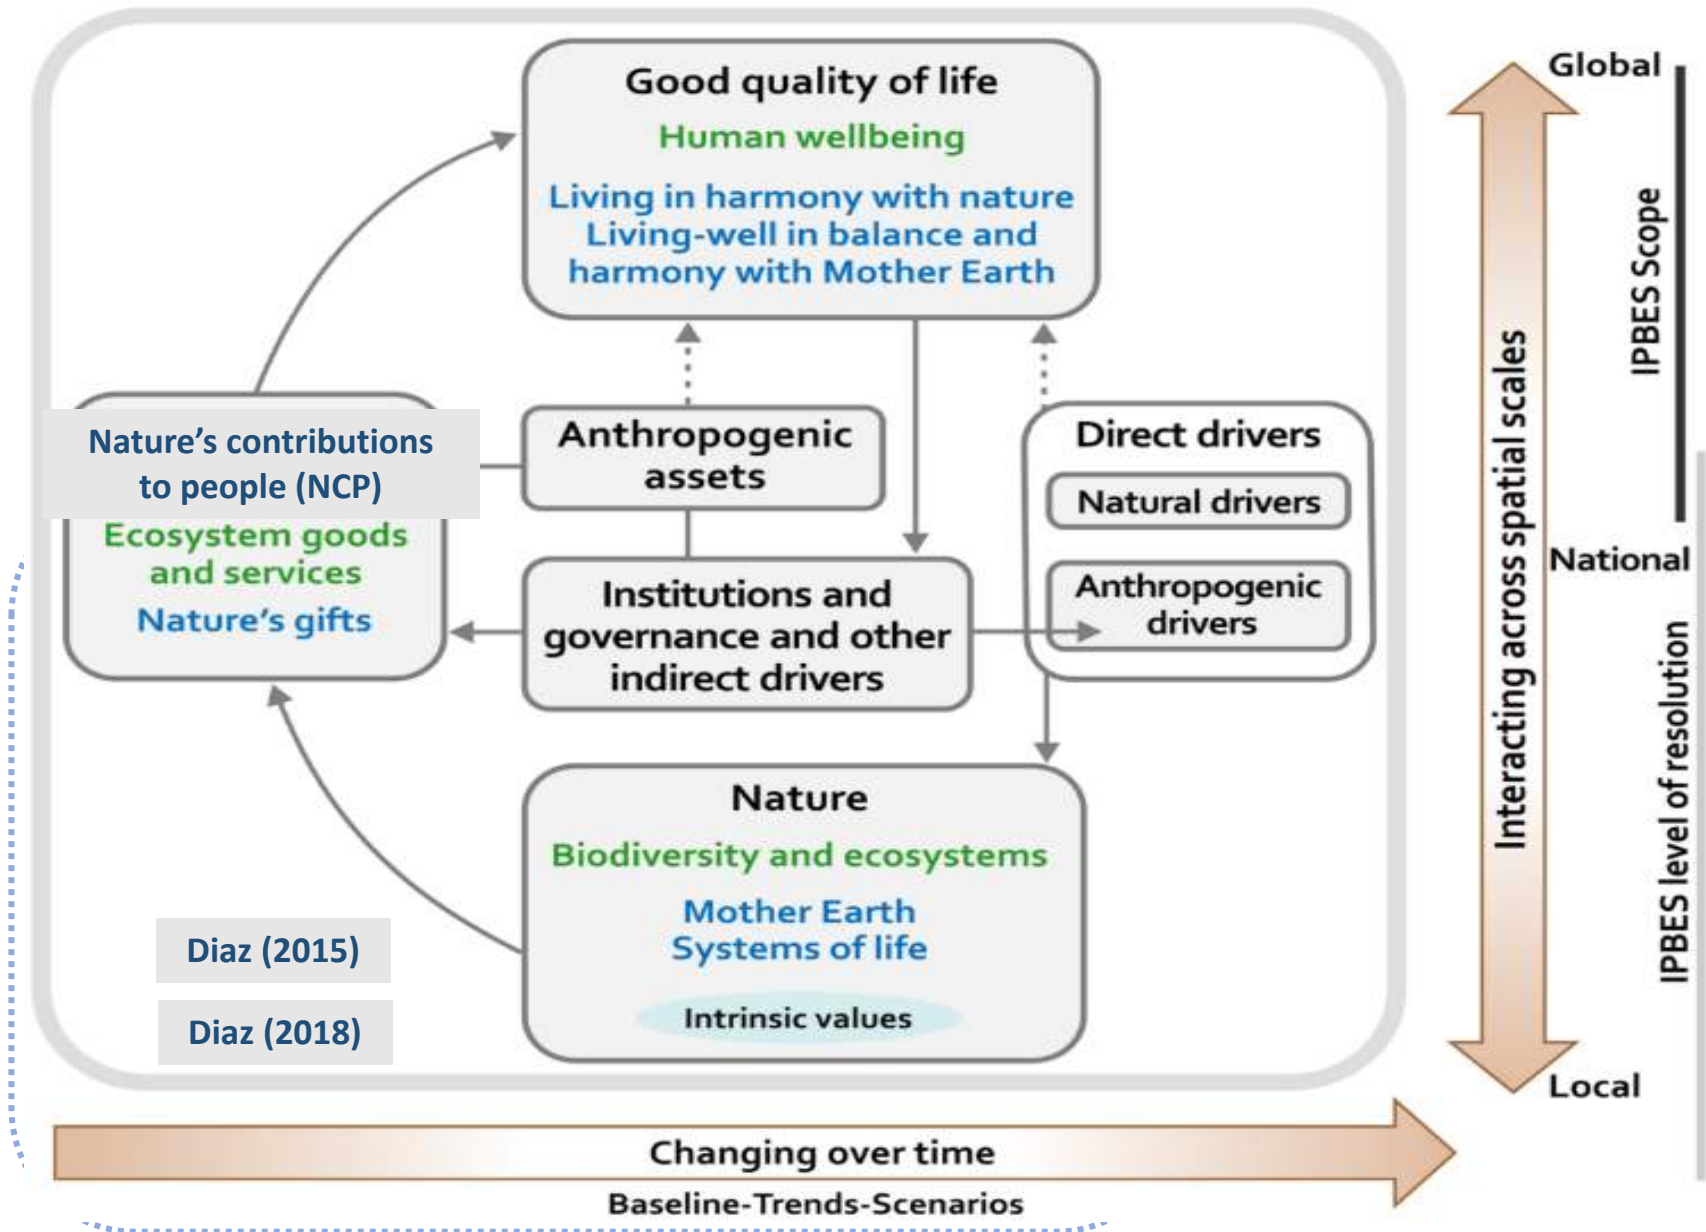 Good quality of life
Human wellbeing
Living in harmony with nature
Living-well in balance and
harmony with Mother Earth
Nature’s contributions
to people (NCP)
Ecosystem goods
and services
Nature’s gifts
Anthropogenic
assets
Direct drivers
Natural drivers
Anthropogenic
drivers
Institutions and
governance and other
indirect drivers
Nature
Biodiversity and ecosystems
Mother Earth
Systems of life
Intrinsic values
Diaz (2015)
Diaz (2018)
Changing over time
Baseline-Trends-Scenarios
Interacting across spatial scales
Global
National
Local
IPBES Scope
IPBES level of resolution